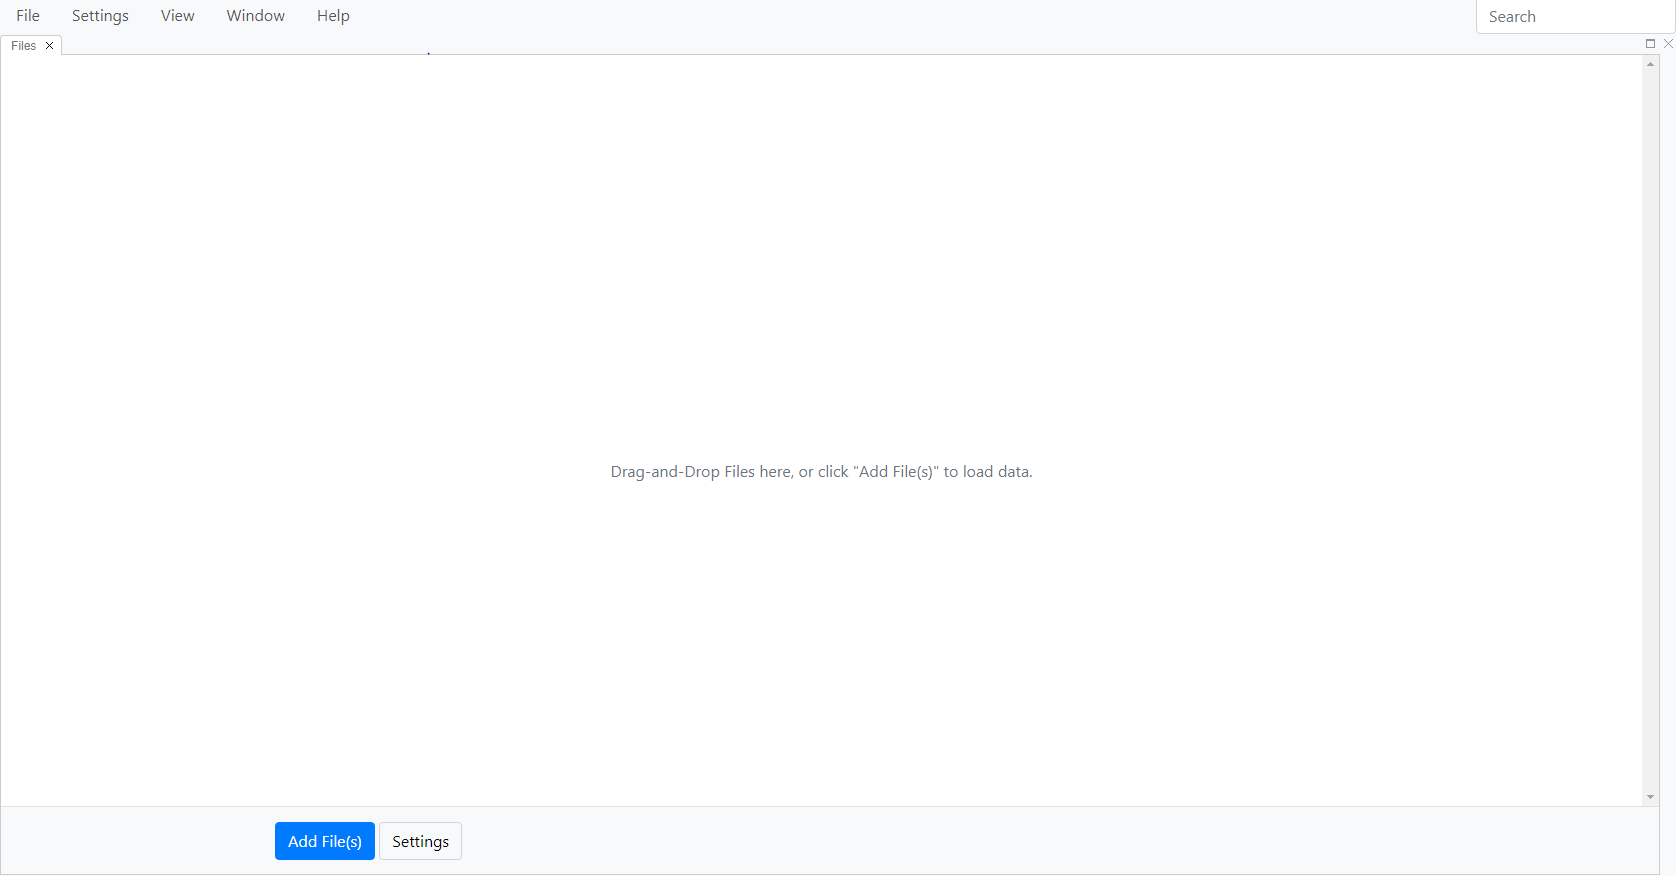 File Settings View Window Help Search
Files
Drag-and-Drop Files here, or click "Add File(s)" to load data.
Add File(s) Settings